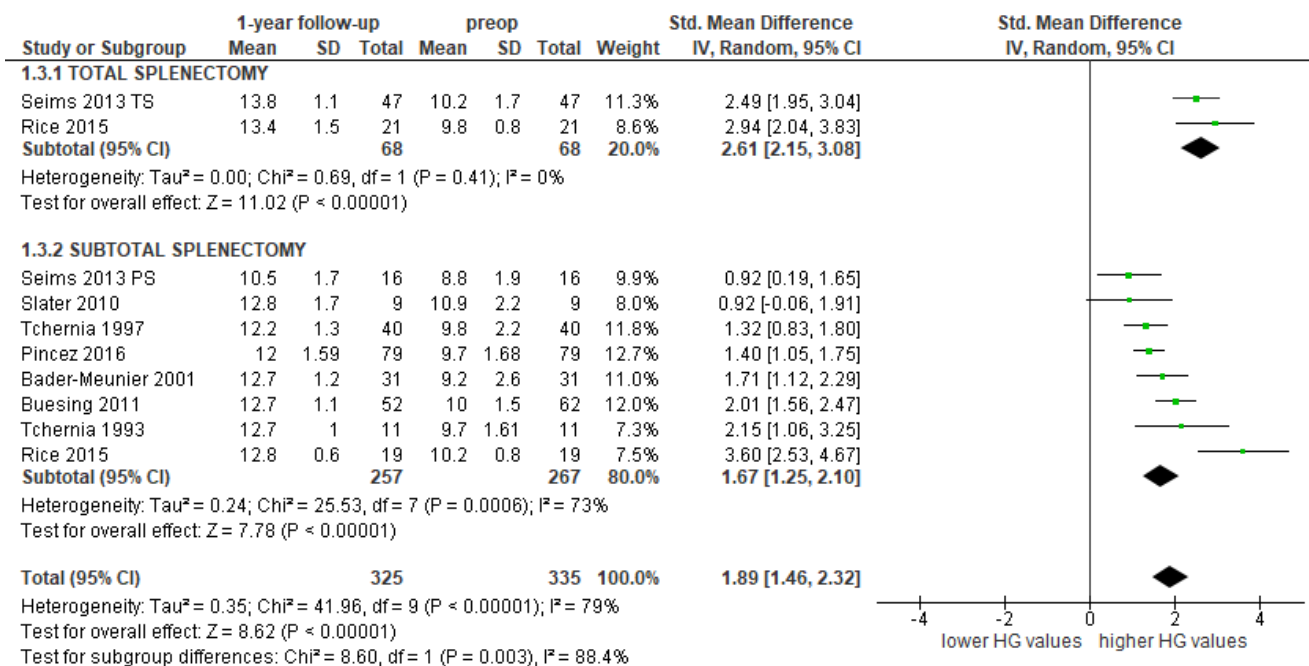 1-year follow-up preop Std. Mean Difference Std. Mean Difference
Study or Subgroup Mean SD Total Mean SD Total Weight IV, Random, 95% CI IV, Random, 95% CI
1.3.1 TOTAL SPLENECTOMY
Seims 2013 TS 13.8 1.1 47 10.2 1.7 47 11.3% 2.49 [1.95, 3.04]
Rice 2015 13.4 1.5 21 9.8 0.8 21 8.6% 2.94 [2.04, 3.83]
Subtotal (95% CI) 68 68 20.0% 2.61 [2.15, 3.08]
Heterogeneity: Tau² = 0.00; Chi² = 0.69, df = 1 (P = 0.41); I² = 0%
Test for overall effect: Z = 11.02 (P < 0.00001)
1.3.2 SUBTOTAL SPLENECTOMY
Seims 2013 PS 10.5 1.7 16 8.8 1.9 16 9.9% 0.92 [0.19, 1.65]
Slater 2010 12.8 1.7 9 10.9 2.2 9 8.0% 0.92 [-0.06, 1.91]
Tchernia 1997 12.2 1.3 40 9.8 2.2 40 11.8% 1.32 [0.83, 1.80]
Pincez 2016 12 1.59 79 9.7 1.68 79 12.7% 1.40 [1.05, 1.75]
Bader-Meunier 2001 12.7 1.2 31 9.2 2.6 31 11.0% 1.71 [1.12, 2.29]
Buesing 2011 12.7 1.1 52 10 1.5 62 12.0% 2.01 [1.56, 2.47]
Tchernia 1993 12.7 1 11 9.7 1.61 11 7.3% 2.15 [1.06, 3.25]
Rice 2015 12.8 0.6 19 10.2 0.8 19 7.5% 3.60 [2.53, 4.67]
Subtotal (95% CI) 257 267 80.0% 1.67 [1.25, 2.10]
Heterogeneity: Tau² = 0.24; Chi² = 25.53, df = 7 (P = 0.0006); I² = 73%
Test for overall effect: Z = 7.78 (P < 0.00001)
Total (95% CI) 325 335 100.0% 1.89 [1.46, 2.32]
Heterogeneity: Tau² = 0.35; Chi² = 41.96, df = 9 (P < 0.00001); I² = 79%
Test for overall effect: Z = 8.62 (P < 0.00001)
Test for subgroup differences: Chi² = 8.60, df = 1 (P = 0.003), I² = 88.4%
-4 -2 0 2 4
lower HG values higher HG values